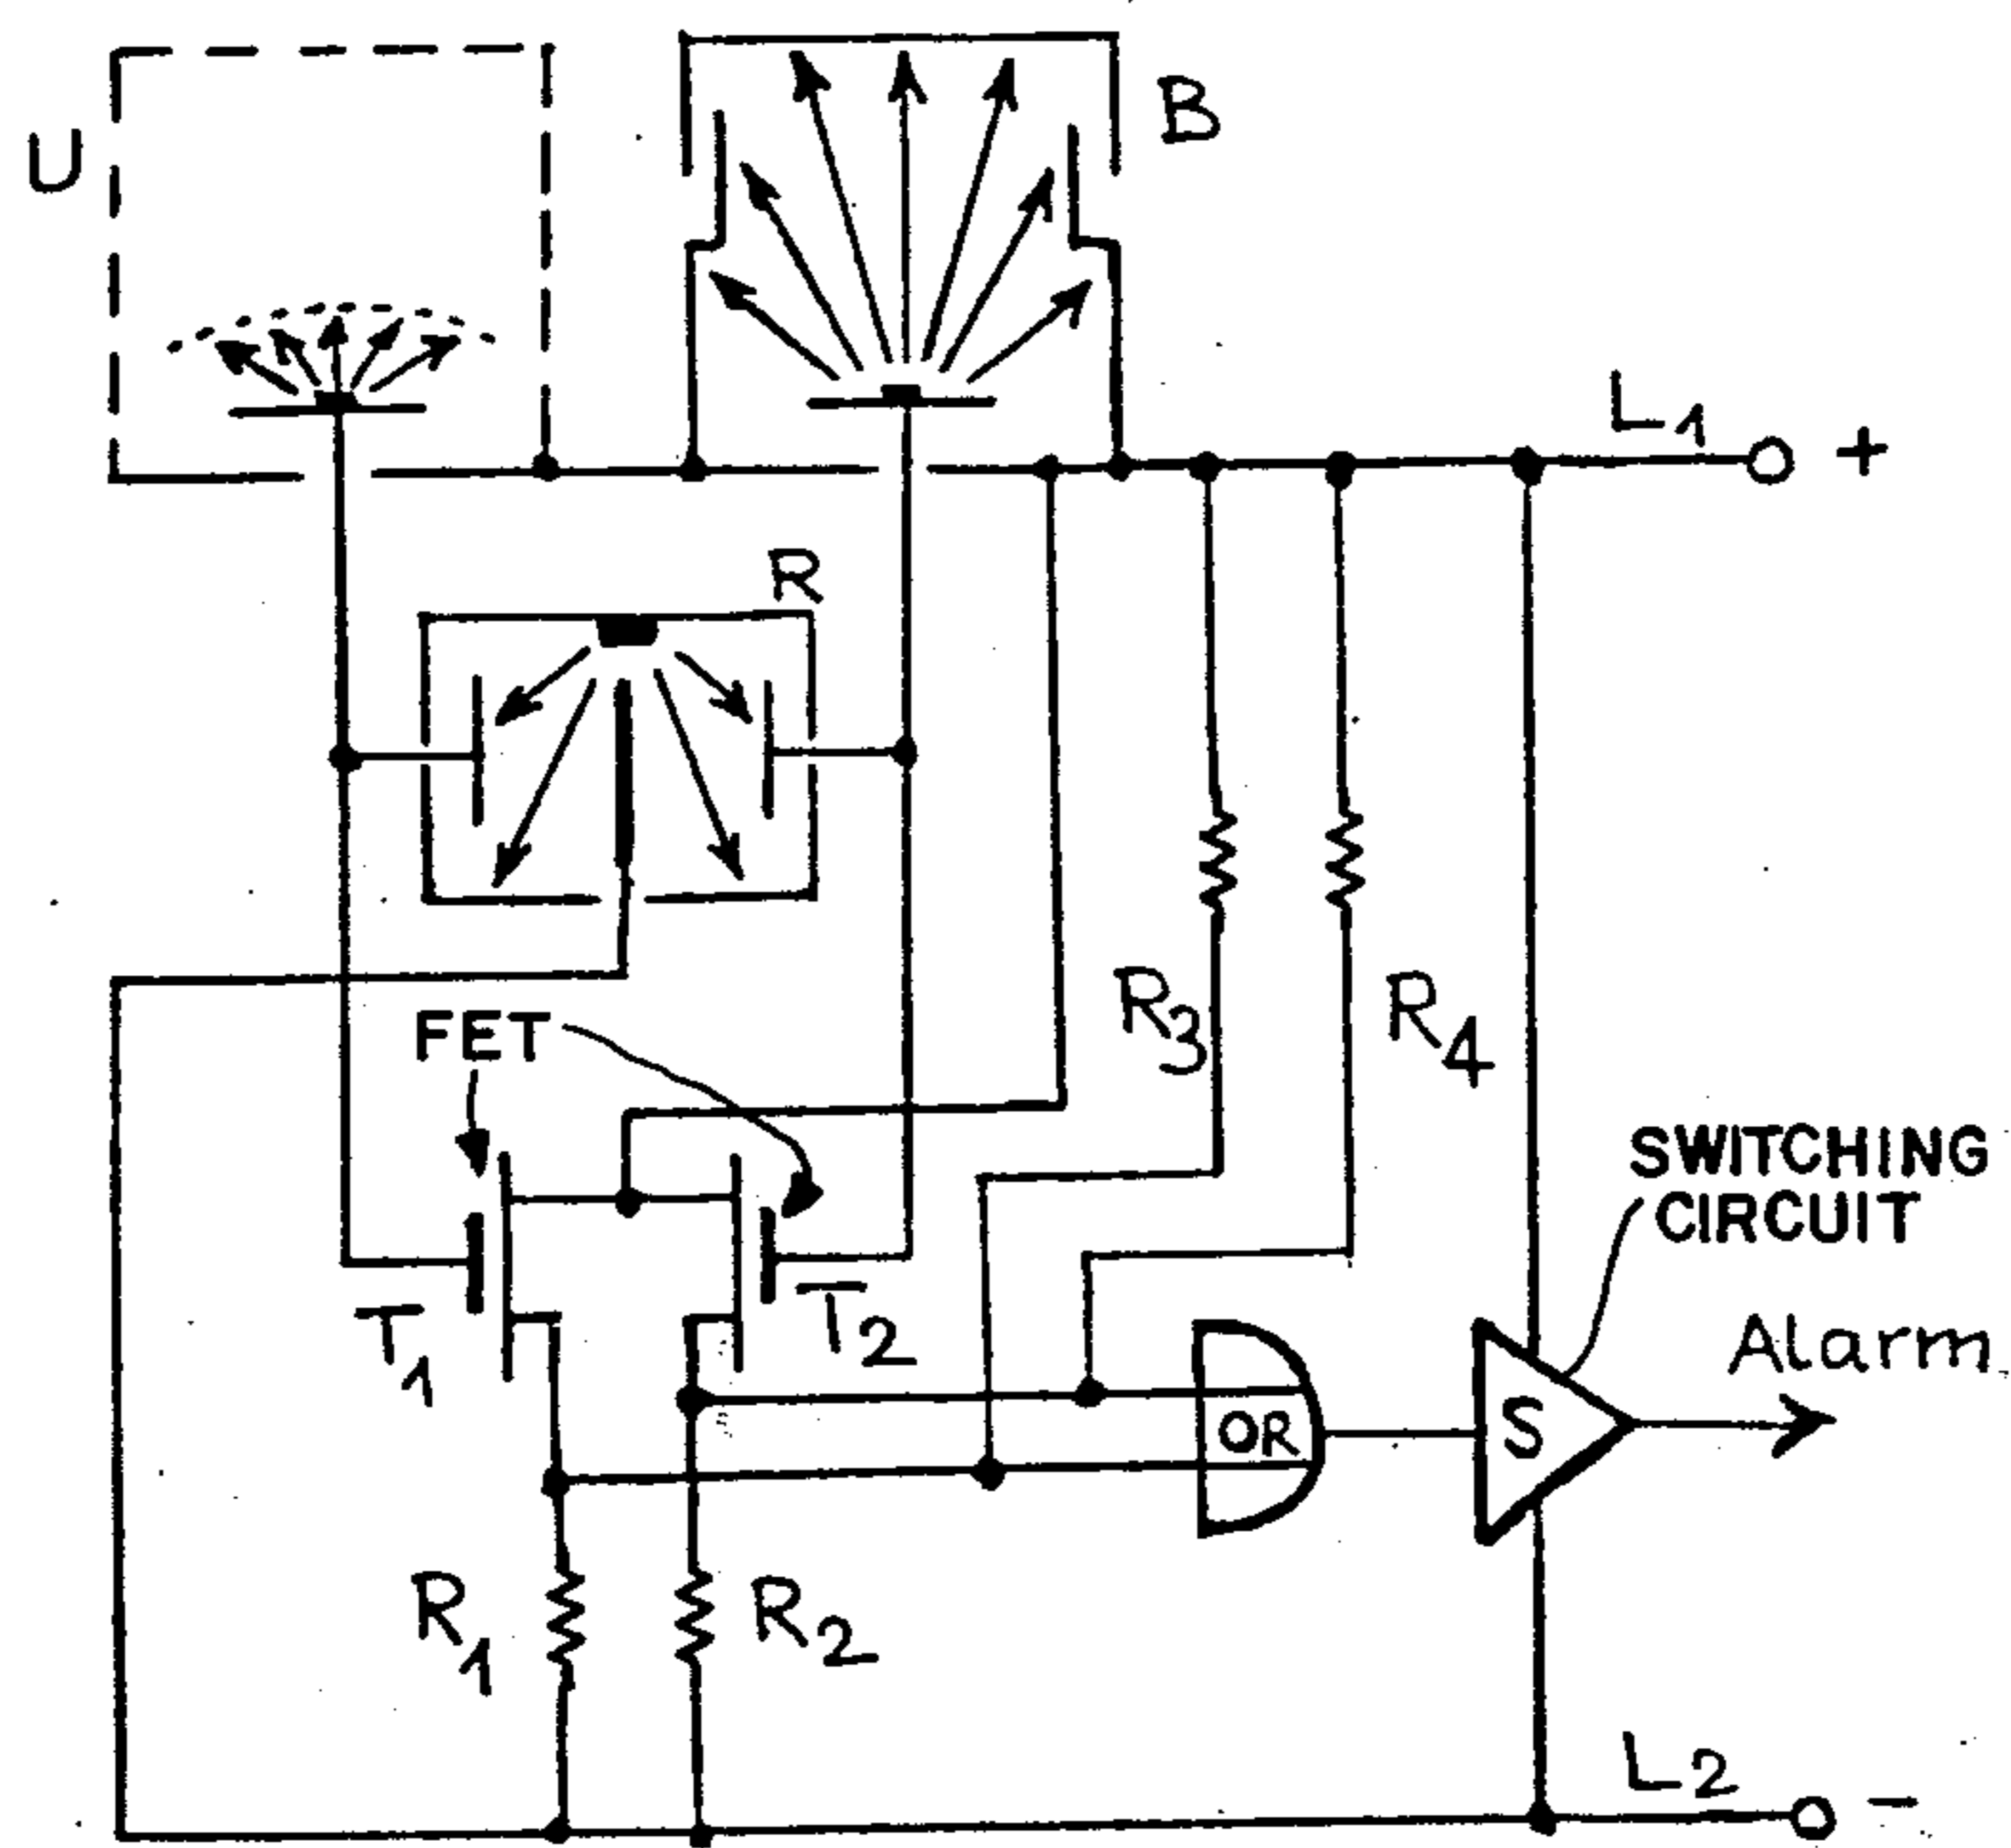 U
B
L1
+
R
R3
R4
FET
SWITCHING
CIRCUIT
T1
T2
OR
S
Alarm
R1
R2
L2
-